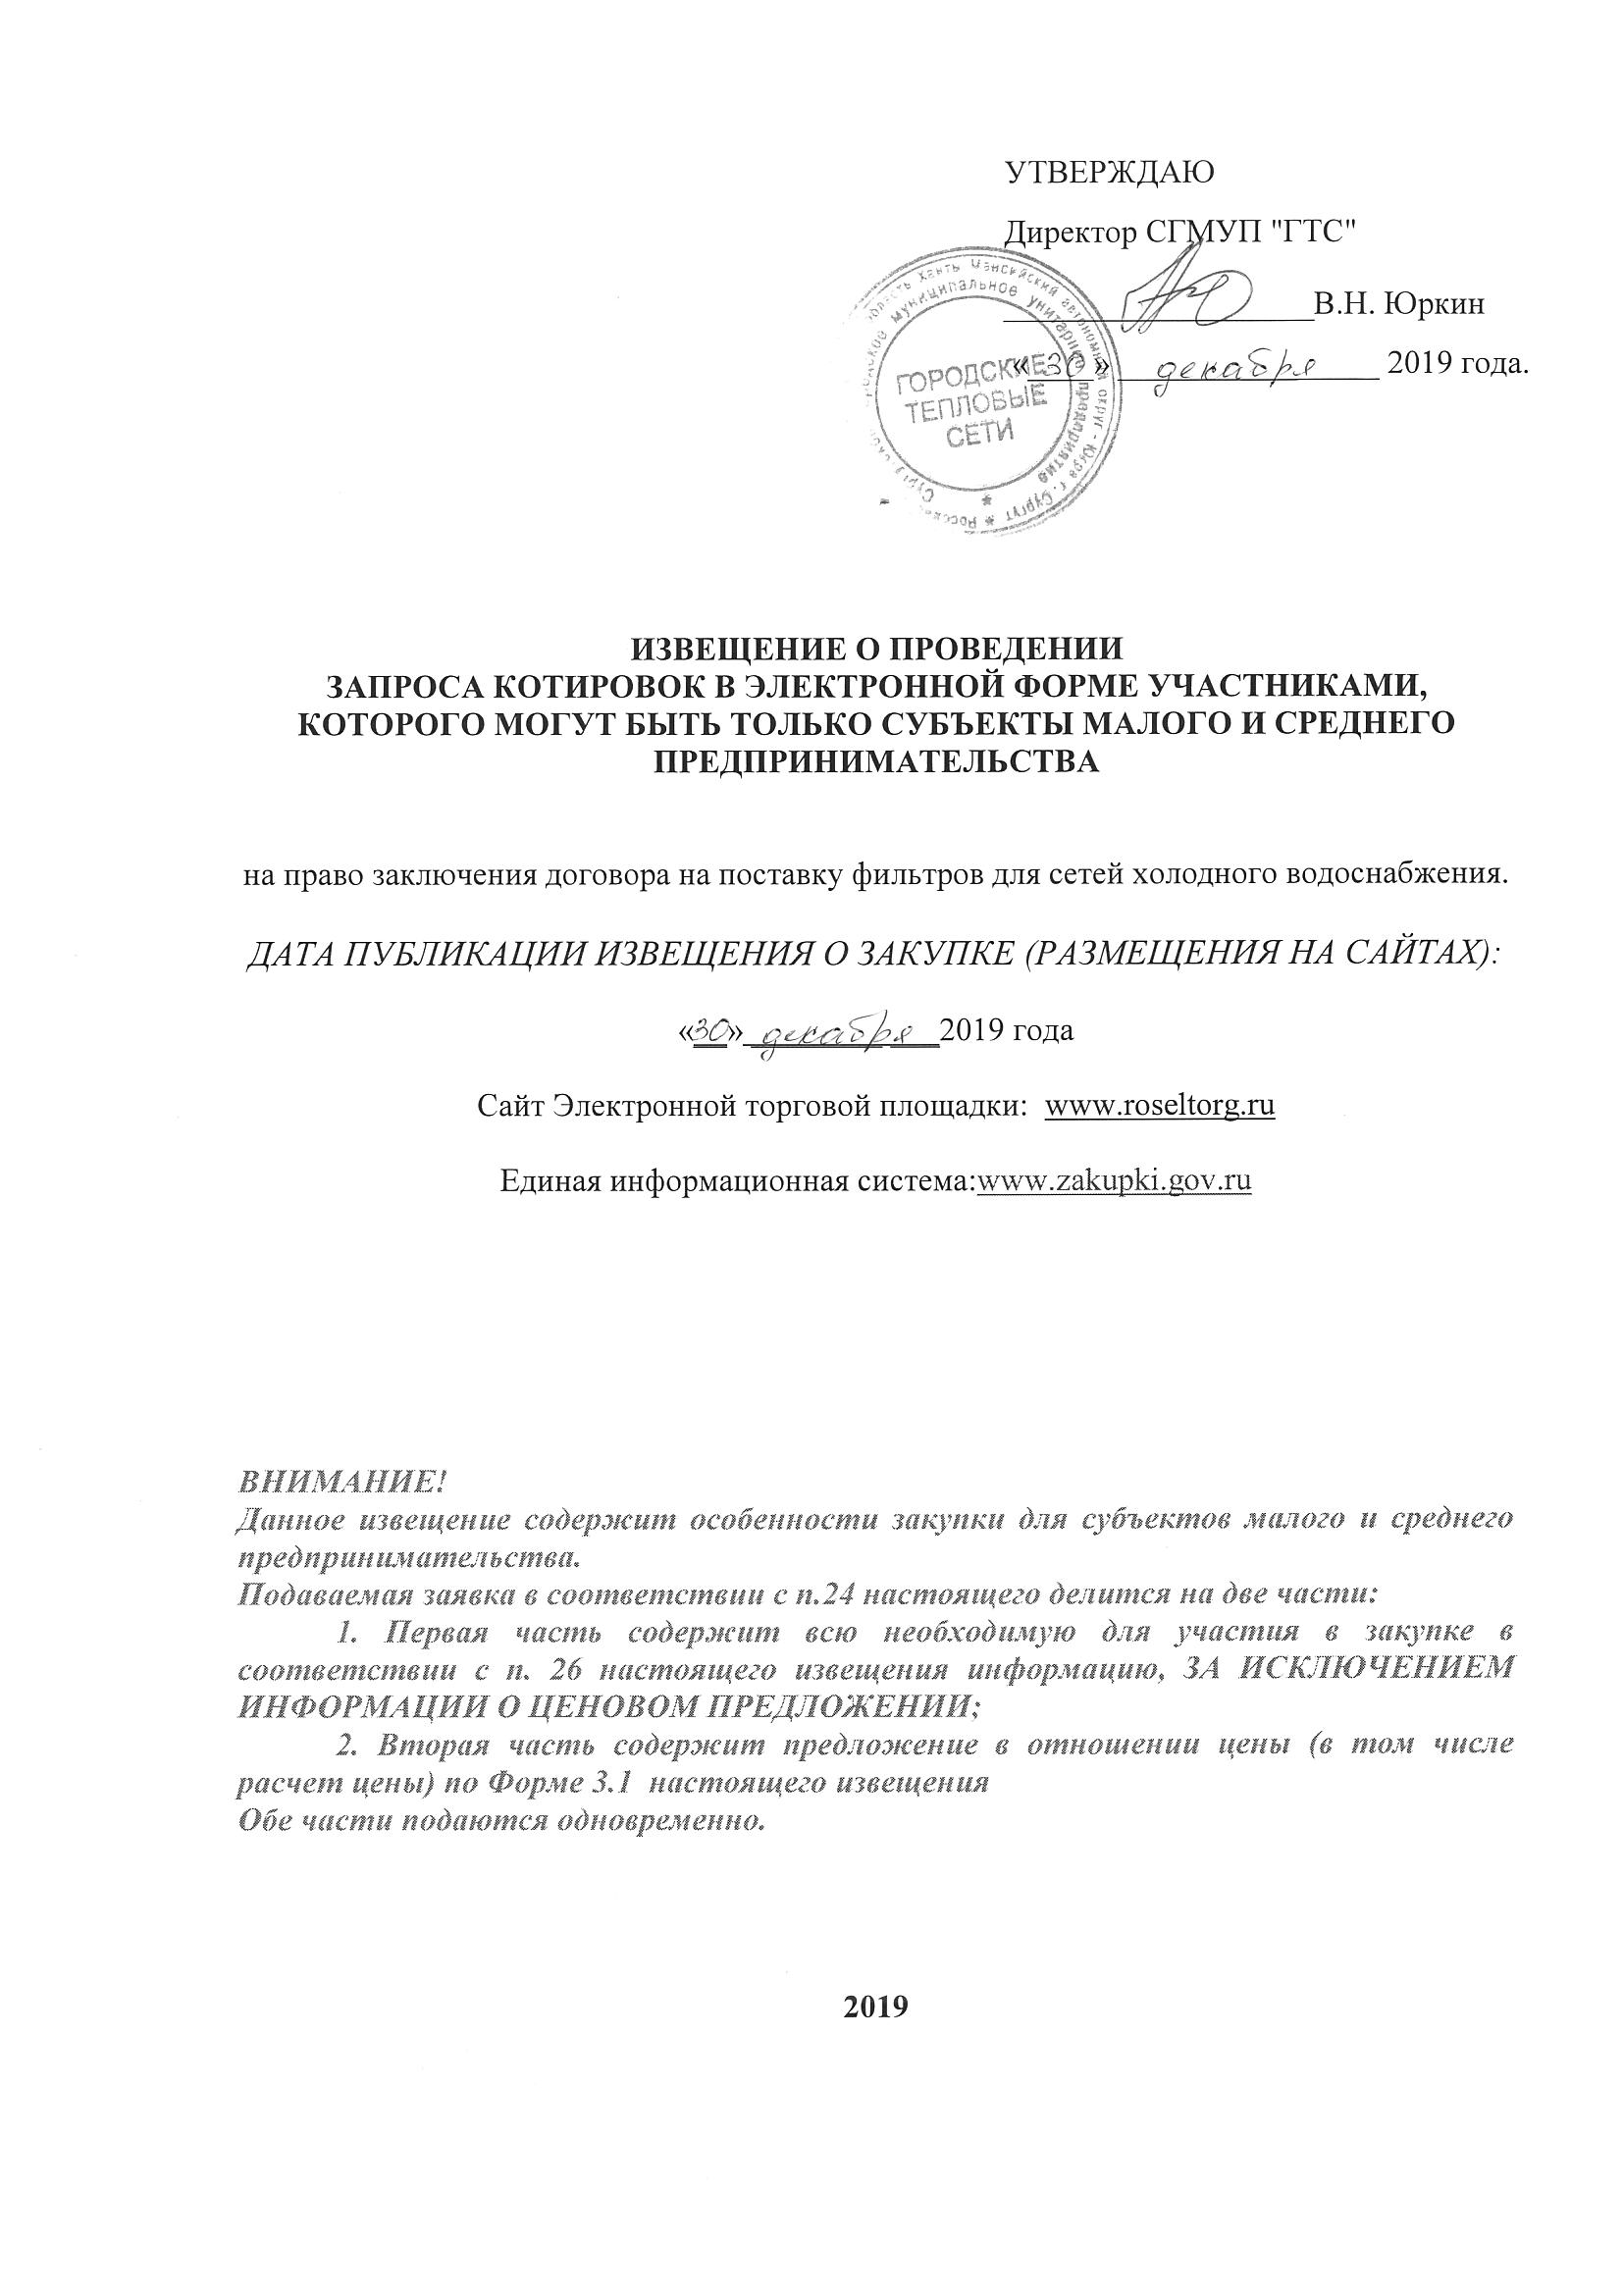 УТВЕРЖДАЮ
Директор СГМУП "ГТС"
В.Н. Юркин
«30» декабря 2019 года.
муниципальное
предприятие
г. Сургут
ГОРОДСКИЕ
ТЕПЛОВЫЕ
СЕТИ
ИЗВЕЩЕНИЕ О ПРОВЕДЕНИИ
ЗАПРОСА КОТИРОВОК В ЭЛЕКТРОННОЙ ФОРМЕ УЧАСТНИКАМИ,
КОТОРОГО МОГУТ БЫТЬ ТОЛЬКО СУБЪЕКТЫ МАЛОГО И СРЕДНЕГО
ПРЕДПРИНИМАТЕЛЬСТВА
на право заключения договора на поставку фильтров для сетей холодного водоснабжения.
ДАТА ПУБЛИКАЦИИ ИЗВЕЩЕНИЯ О ЗАКУПКЕ (РАЗМЕЩЕНИЯ НА САЙТАХ):
«30» декабря 2019 года
Сайт Электронной торговой площадки: www.roseltorg.ru
Единая информационная система:www.zakupki.gov.ru
ВНИМАНИЕ!
Данное извещение содержит особенности закупки для субъектов малого и среднего
предпринимательства.
Подаваемая заявка в соответствии с п.24 настоящего делится на две части:
1. Первая часть содержит всю необходимую для участия в закупке в
соответствии с п. 26 настоящего извещения информацию, ЗА ИСКЛЮЧЕНИЕМ
ИНФОРМАЦИИ О ЦЕНОВОМ ПРЕДЛОЖЕНИИ;
2. Вторая часть содержит предложение в отношении цены (в том числе
расчет цены) по Форме 3.1 настоящего извещения
Обе части подаются одновременно.
2019